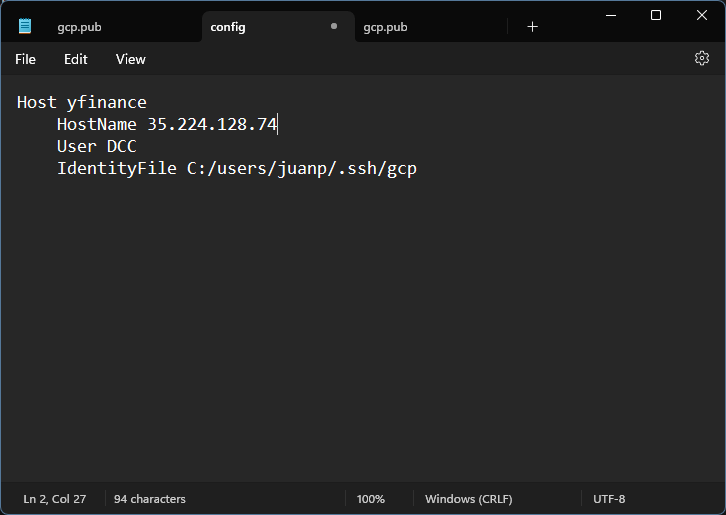 gcp.pub
config
gcp.pub
File Edit View
Host yfinance
    HostName 35.224.128.74
    User DCC
    IdentityFile C:/users/juanp/.ssh/gcp
Ln 2, Col 27 94 characters 100% Windows (CRLF) UTF-8